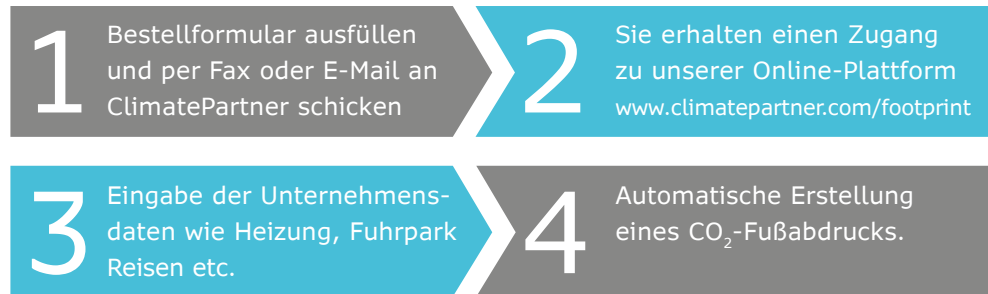 1
Bestellformular ausfüllen
und per Fax oder E-Mail an
ClimatePartner schicken
2
Sie erhalten einen Zugang
zu unserer Online-Plattform
www.climatepartner.com/footprint
3
Eingabe der Unternehmens-
daten wie Heizung, Fuhrpark
Reisen etc.
4
Automatische Erstellung
eines CO₂-Fußabdrucks.